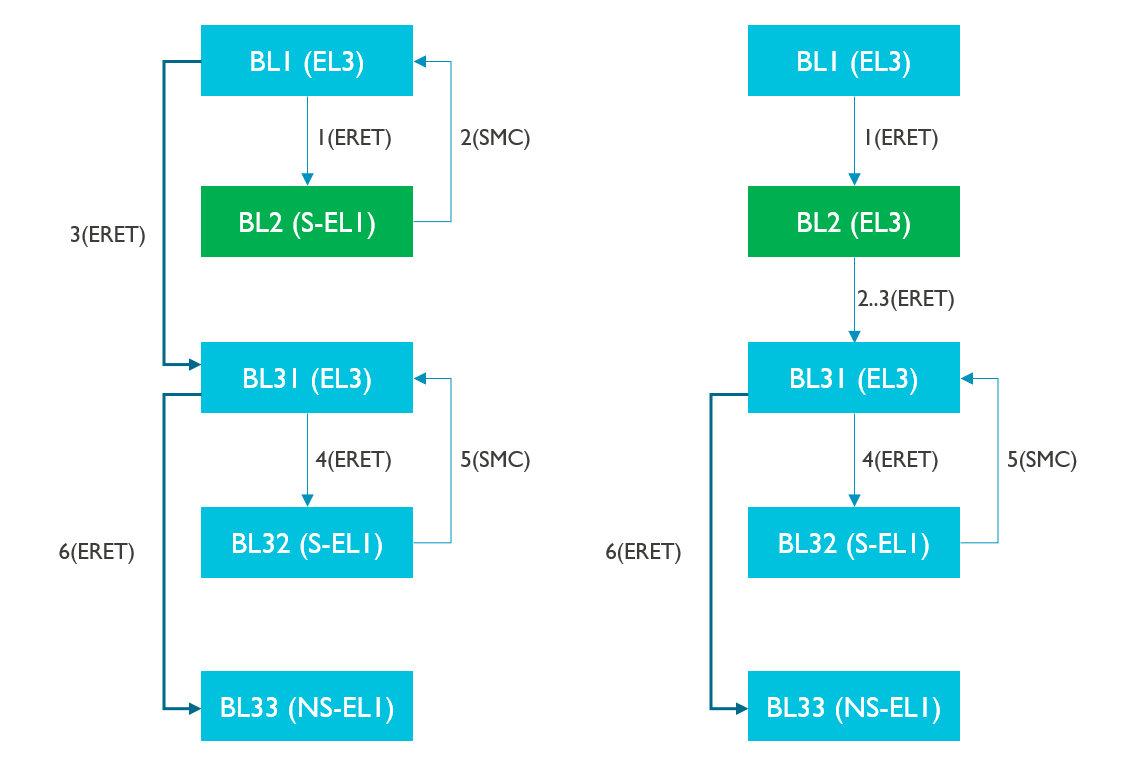 BL1 (EL3)
1(ERET)
2(SMC)
BL2 (S-EL1)
3(ERET)
BL31 (EL3)
4(ERET)
5(SMC)
BL32 (S-EL1)
6(ERET)
BL33 (NS-EL1)
BL1 (EL3)
1(ERET)
BL2 (EL3)
2..3(ERET)
BL31 (EL3)
4(ERET)
5(SMC)
BL32 (S-EL1)
6(ERET)
BL33 (NS-EL1)